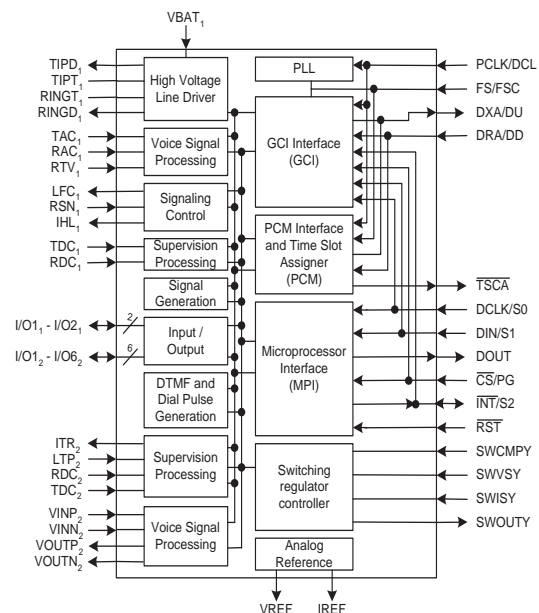 VBAT₁
TIPD₁
TIPT₁
RINGT₁
RINGD₁
High Voltage
Line Driver
TAC₁
RAC₁
RTV₁
Voice Signal
Processing
LFC₁
RSN₁
IHL₁
Signaling
Control
TDC₁
RDC₁
Supervision
Processing
Signal
Generation
I/O1₁ - I/O2₁
2
I/O1₂ - I/O6₂
6
Input /
Output
DTMF and
Dial Pulse
Generation
ITR₂
LTP₂
RDC₂
TDC₂
Supervision
Processing
VINP₂
VINN₂
VOUTP₂
VOUTN₂
Voice Signal
Processing
PLL
GCI Interface
(GCI)
PCM Interface
and Time Slot
Assigner
(PCM)
Microprocessor
Interface
(MPI)
Switching
regulator
controller
Analog
Reference
VREF
IREF
PCLK/DCL
FS/FSC
DXA/DU
DRA/DD
TSCA
DCLK/S0
DIN/S1
DOUT
CS/PG
INT/S2
RST
SWCMPY
SWVSY
SWISY
SWOUTY